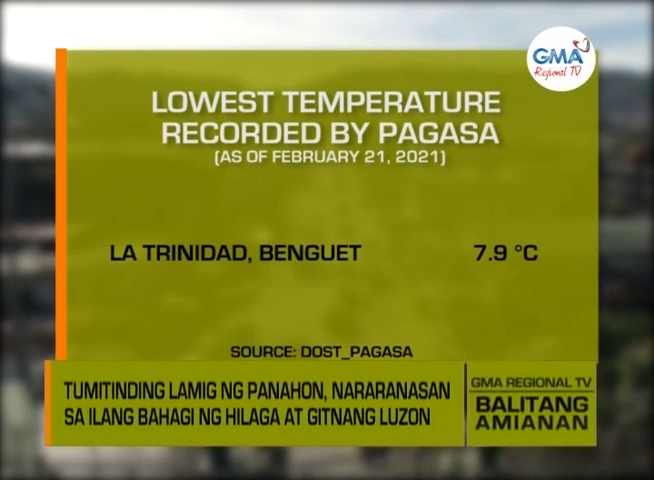 GMA
Regional TV
LOWEST TEMPERATURE
RECORDED BY PAGASA
(AS OF FEBRUARY 21, 2021)
LA TRINIDAD, BENGUET 7.9 °C
SOURCE: DOST_PAGASA
TUMITINDING LAMIG NG PANAHON, NARARANASAN
SA ILANG BAHAGI NG HILAGA AT GITNANG LUZON
GMA REGIONAL TV
BALITANG
AMIANAN